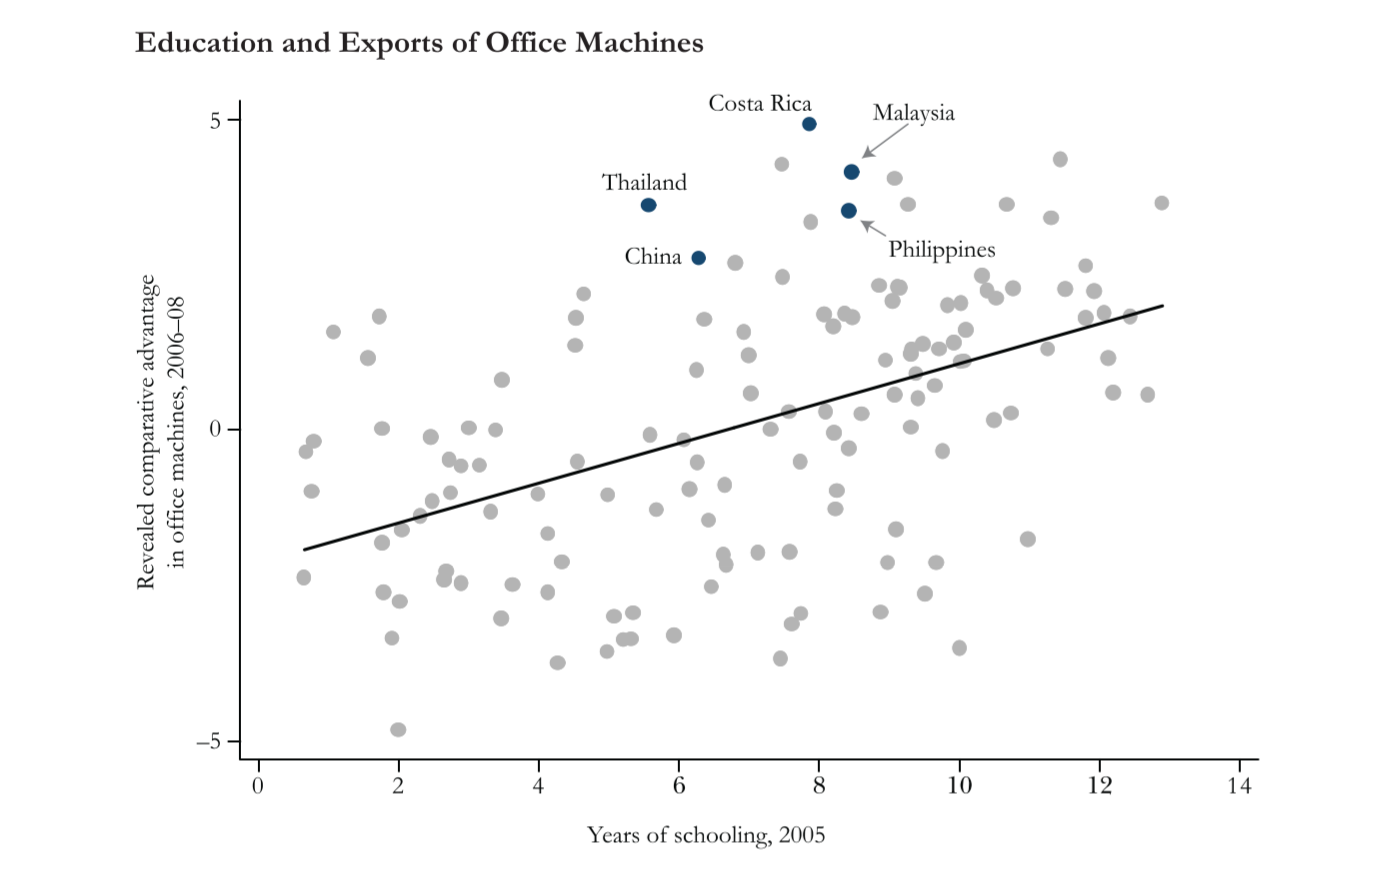 Education and Exports of Office Machines
Costa Rica
Malaysia
Thailand
China
Philippines
5
0
–5
Revealed comparative advantage
in office machines, 2006–08
0 2 4 6 8 10 12 14
Years of schooling, 2005